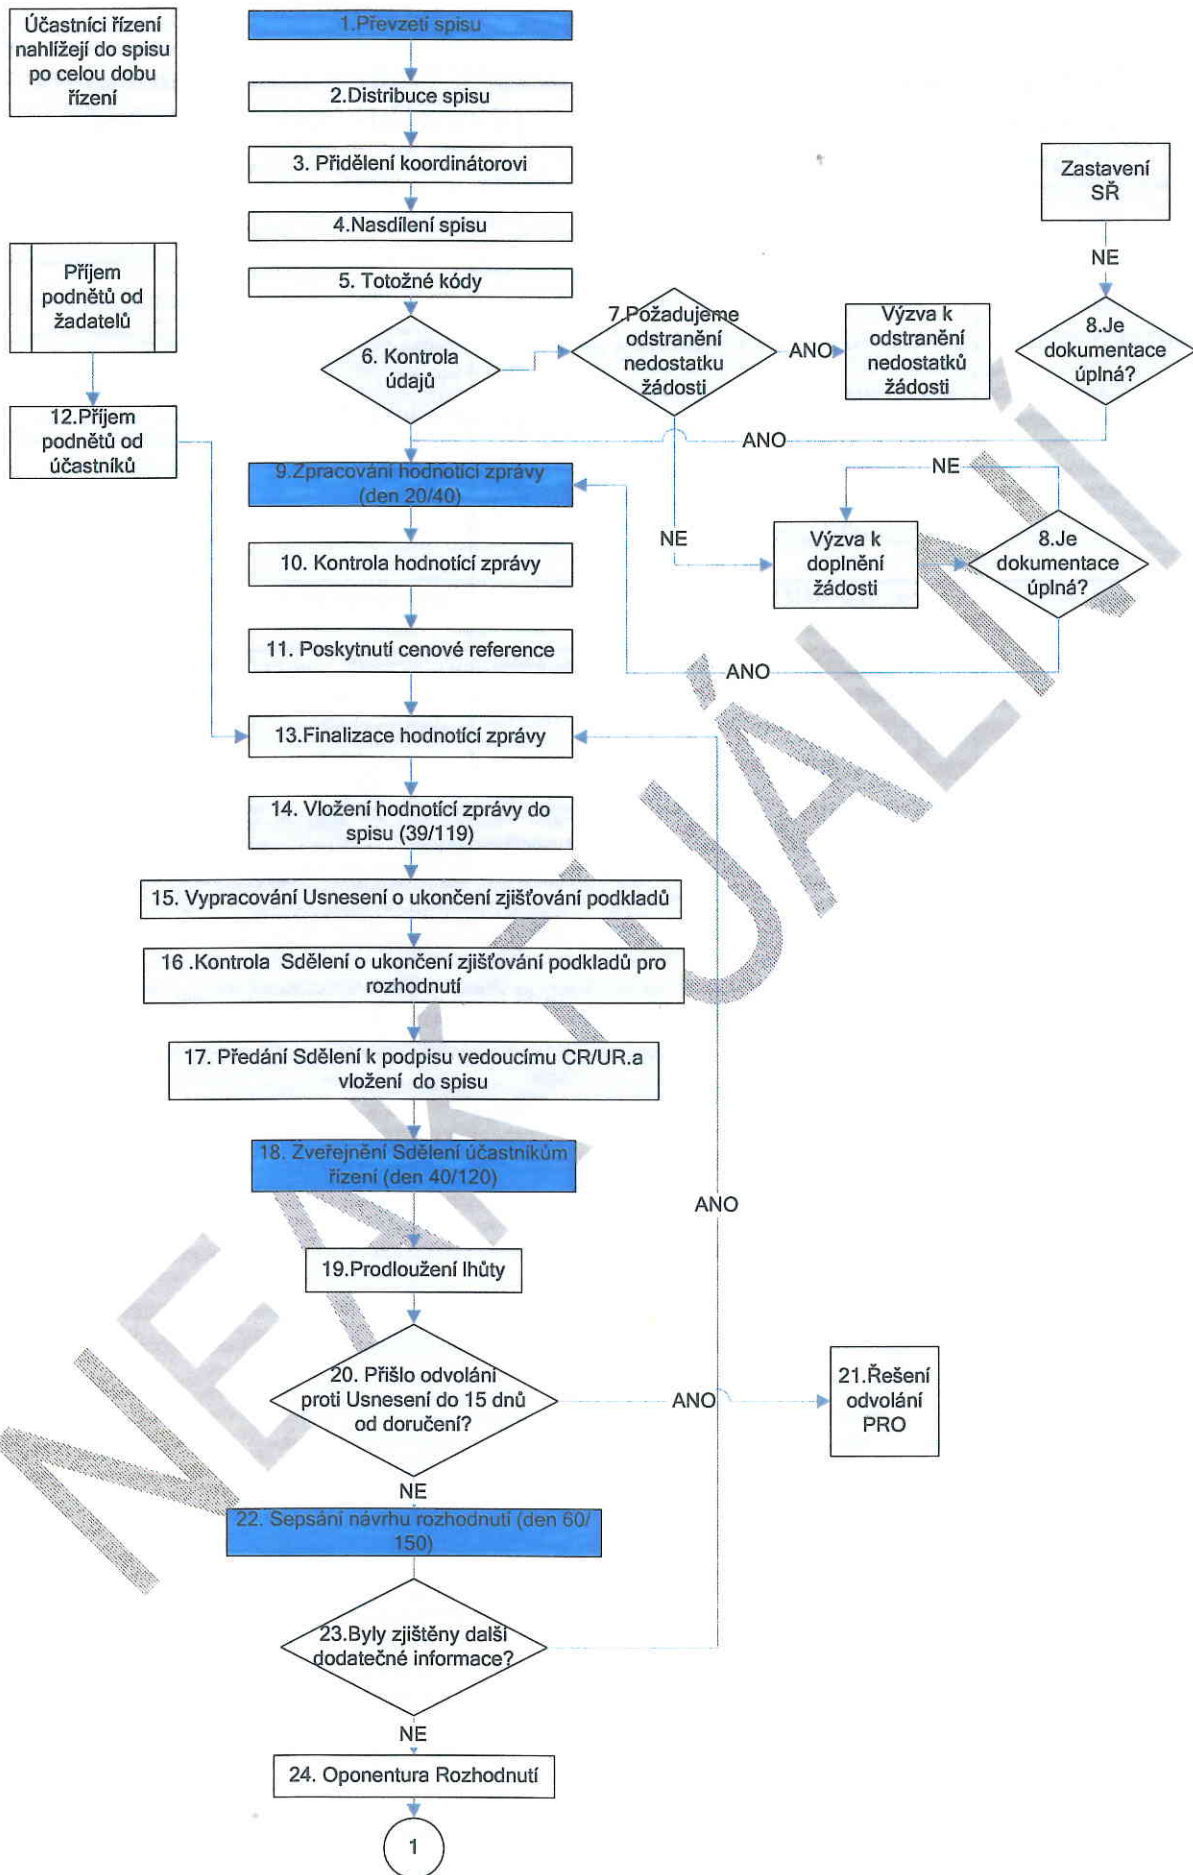 Účastníci řízení
nahlížejí do spisu
po celou dobu
řízení
1.Převzetí spisu
2.Distribuce spisu
3. Přidělení koordinátorovi
4.Nasdílení spisu
5. Totožné kódy
6. Kontrola
údajů
7.Požadujeme
odstranění
nedostatku
žádosti
ANO
Výzva k
odstranění
nedostatků
žádosti
Zastavení
SŘ
NE
8.Je
dokumentace
úplná?
ANO
Příjem
podnětů od
žadatelů
12.Příjem
podnětů od
účastníků
9.Zpracování hodnotící zprávy
(den 20/40)
NE
Výzva k
doplnění
žádosti
NE
8.Je
dokumentace
úplná?
ANO
10. Kontrola hodnotící zprávy
11. Poskytnutí cenové reference
13.Finalizace hodnotící zprávy
14. Vložení hodnotící zprávy do
spisu (39/119)
15. Vypracování Usnesení o ukončení zjišťování podkladů
16 .Kontrola Sdělení o ukončení zjišťování podkladů pro
rozhodnutí
17. Předání Sdělení k podpisu vedoucímu CR/UR.a
vložení do spisu
18. Zveřejnění Sdělení účastníkům
řízení (den 40/120)
ANO
19.Prodloužení lhůty
20. Přišlo odvolání
proti Usnesení do 15 dnů
od doručení?
ANO
21.Řešení
odvolání
PRO
NE
22. Sepsání návrhu rozhodnutí (den 60/
150)
23.Byly zjištěny další
dodatečné informace?
NE
24. Oponentura Rozhodnutí
1
NEAKTUÁLNÍ